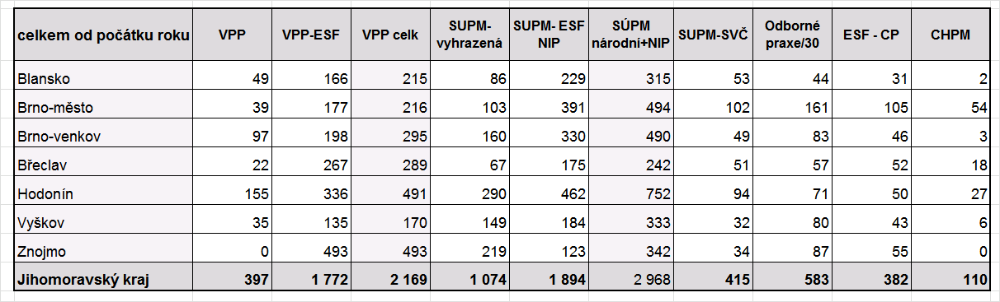 celkem od počátku roku VPP VPP-ESF VPP celk SUPM-vyhrazená SUPM- ESF NIP SÚPM národní+NIP SUPM-SVČ Odborné praxe/30 ESF - CP CHPM
Blansko 49 166 215 86 229 315 53 44 31 2
Brno-město 39 177 216 103 391 494 102 161 105 54
Brno-venkov 97 198 295 160 330 490 49 83 46 3
Břeclav 22 267 289 67 175 242 51 57 52 18
Hodonín 155 336 491 290 462 752 94 71 50 27
Vyškov 35 135 170 149 184 333 32 80 43 6
Znojmo 0 493 493 219 123 342 34 87 55 0
Jihomoravský kraj 397 1 772 2 169 1 074 1 894 2 968 415 583 382 110